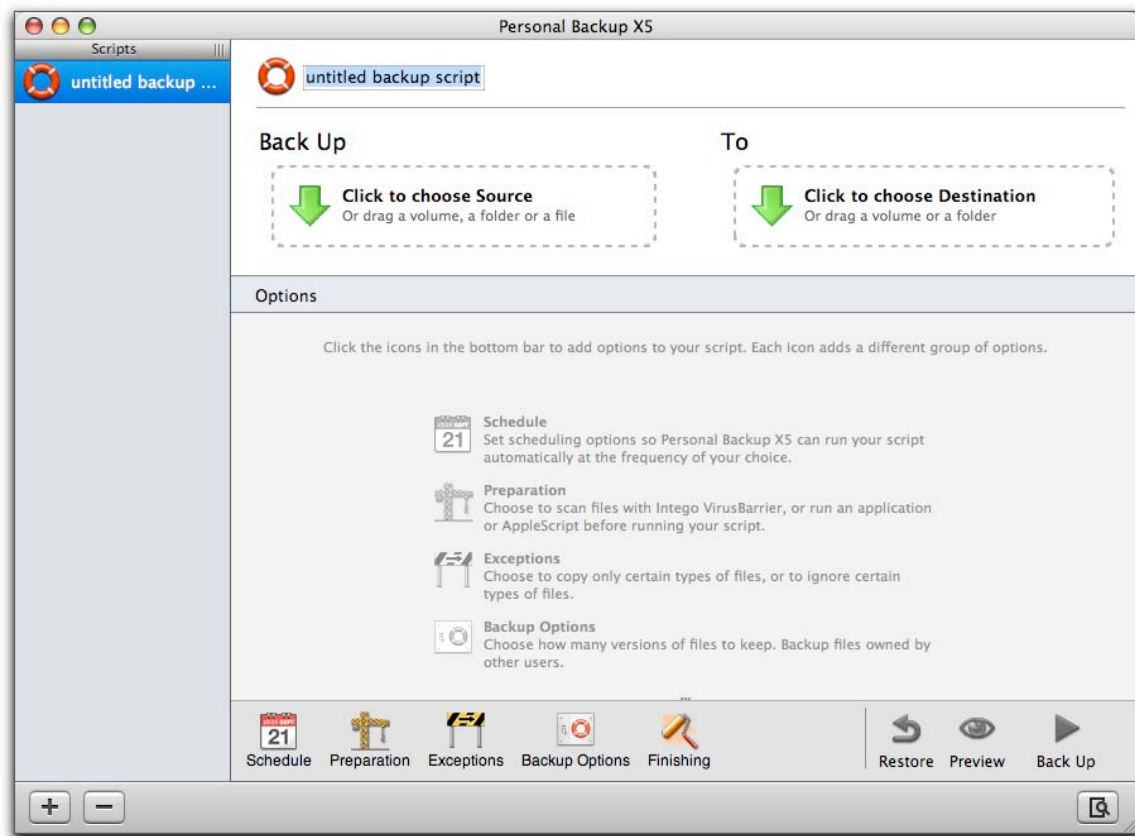 Personal Backup X5
Scripts
untitled backup ...
untitled backup script
Back Up
To
Click to choose Source
Or drag a volume, a folder or a file
Click to choose Destination
Or drag a volume or a folder
Options
Click the icons in the bottom bar to add options to your script. Each icon adds a different group of options.
21
Schedule
Set scheduling options so Personal Backup X5 can run your script
automatically at the frequency of your choice.
Preparation
Choose to scan files with Intego VirusBarrier, or run an application
or AppleScript before running your script.
Exceptions
Choose to copy only certain types of files, or to ignore certain
types of files.
Backup Options
Choose how many versions of files to keep. Backup files owned by
other users.
...
21
Schedule
Preparation
Exceptions
Backup Options
Finishing
Restore
Preview
Back Up